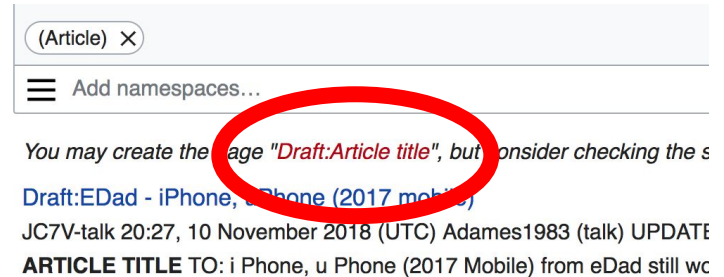 (Article) ×
Add namespaces…
You may create the page "Draft:Article title", but consider checking the s
Draft:EDad - iPhone, uPhone (2017 mobile)
JC7V-talk 20:27, 10 November 2018 (UTC) Adames1983 (talk) UPDATE
ARTICLE TITLE TO: i Phone, u Phone (2017 Mobile) from eDad still wo